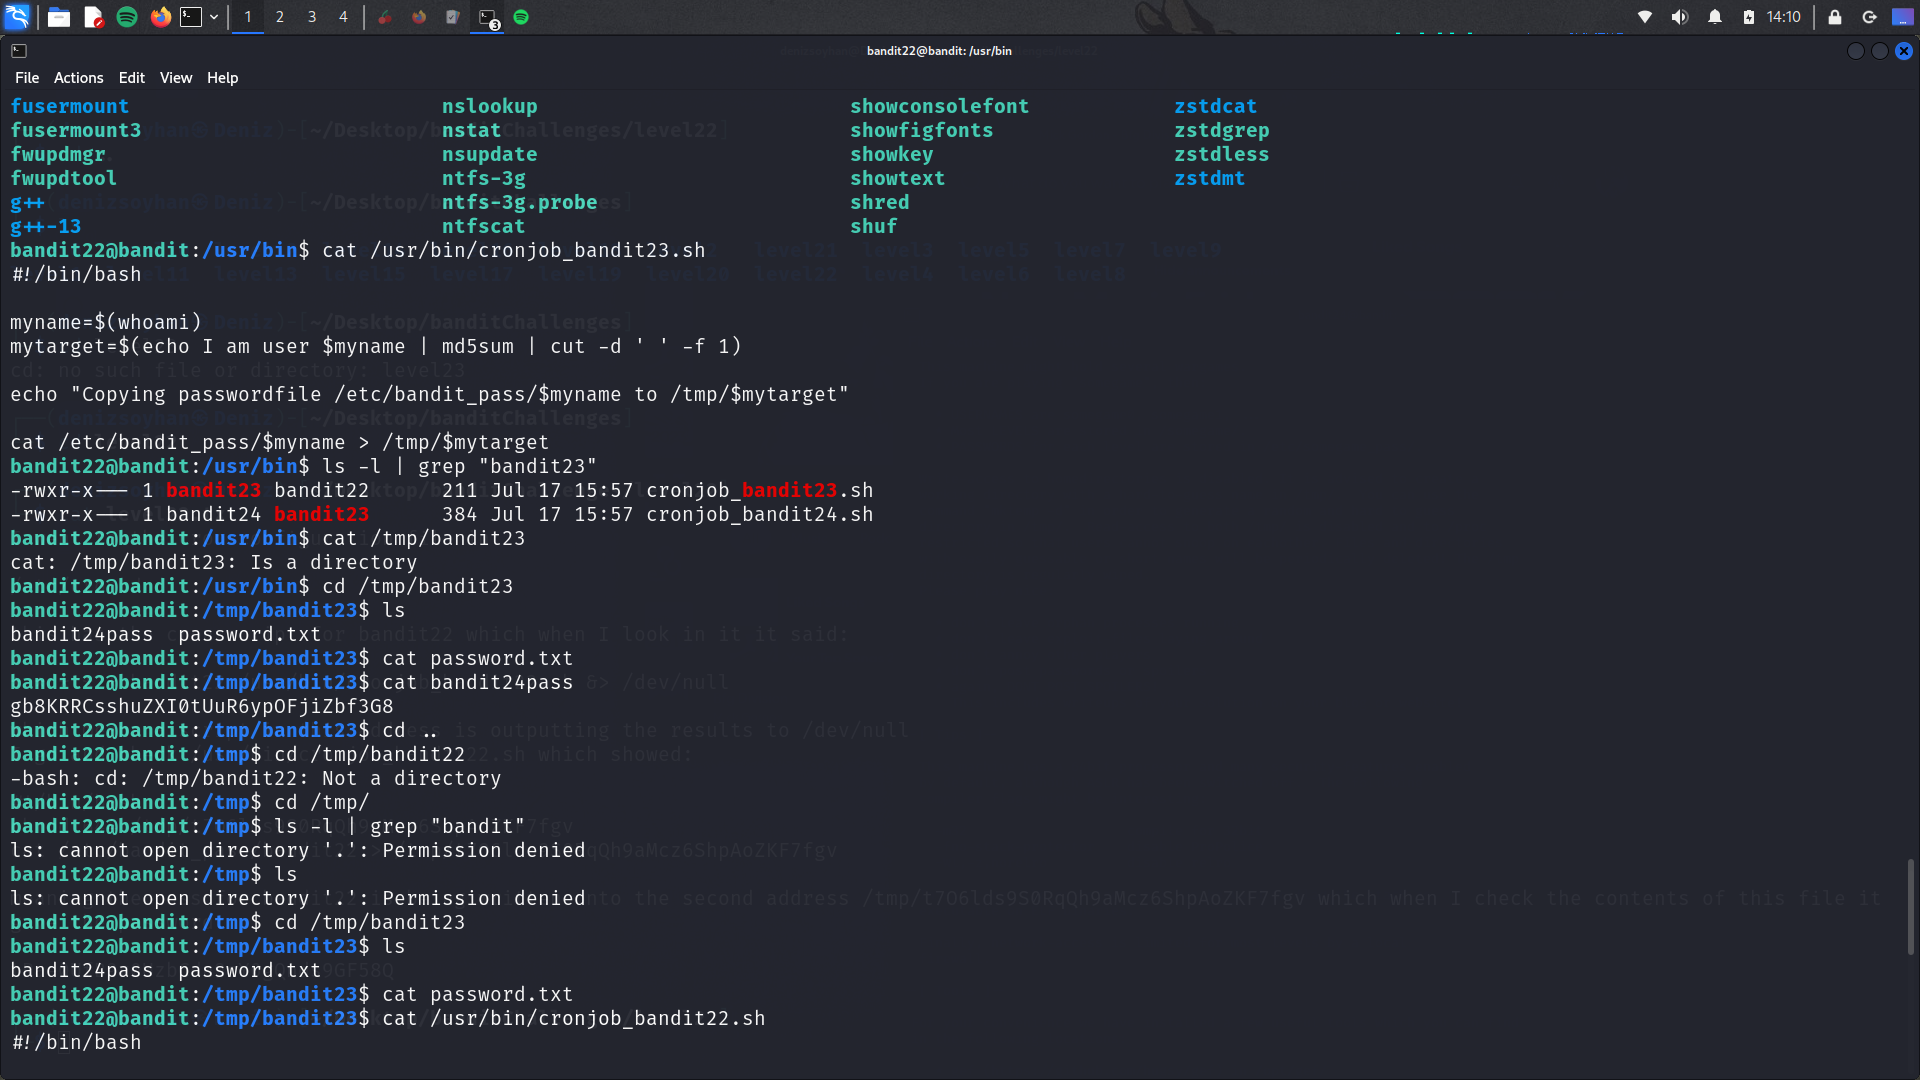 1 2 3 4 3 14:10
bandit22@bandit: /usr/bin
File Actions Edit View Help
fusermount nslookup showconsolefont zstdcat
fusermount3 nstat showfigfonts zstdgrep
fwupdmgr nsupdate showkey zstdless
fwupdtool ntfs-3g showtext zstdmt
g++ ntfs-3g.probe shred
g++-13 ntfscat shuf
bandit22@bandit:/usr/bin$ cat /usr/bin/cronjob_bandit23.sh
#!/bin/bash
myname=$(whoami)
mytarget=$(echo I am user $myname | md5sum | cut -d ' ' -f 1)
echo "Copying passwordfile /etc/bandit_pass/$myname to /tmp/$mytarget"
cat /etc/bandit_pass/$myname > /tmp/$mytarget
bandit22@bandit:/usr/bin$ ls -l | grep "bandit23"
-rwxr-x--- 1 bandit23 bandit22 211 Jul 17 15:57 cronjob_bandit23.sh
-rwxr-x--- 1 bandit24 bandit23 384 Jul 17 15:57 cronjob_bandit24.sh
bandit22@bandit:/usr/bin$ cat /tmp/bandit23
cat: /tmp/bandit23: Is a directory
bandit22@bandit:/usr/bin$ cd /tmp/bandit23
bandit22@bandit:/tmp/bandit23$ ls
bandit24pass password.txt
bandit22@bandit:/tmp/bandit23$ cat password.txt
bandit22@bandit:/tmp/bandit23$ cat bandit24pass
gb8KRRCsshuZXI0tUuR6ypOFjiZbf3G8
bandit22@bandit:/tmp/bandit23$ cd ..
bandit22@bandit:/tmp$ cd /tmp/bandit22
-bash: cd: /tmp/bandit22: Not a directory
bandit22@bandit:/tmp$ cd /tmp/
bandit22@bandit:/tmp$ ls -l | grep "bandit"
ls: cannot open directory '.': Permission denied
bandit22@bandit:/tmp$ ls
ls: cannot open directory '.': Permission denied
bandit22@bandit:/tmp$ cd /tmp/bandit23
bandit22@bandit:/tmp/bandit23$ ls
bandit24pass password.txt
bandit22@bandit:/tmp/bandit23$ cat password.txt
bandit22@bandit:/tmp/bandit23$ cat /usr/bin/cronjob_bandit22.sh
#!/bin/bash